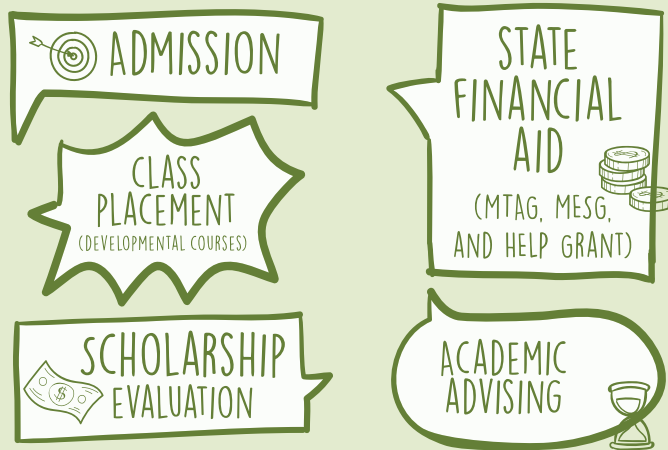 ADMISSION
CLASS
PLACEMENT
(DEVELOPMENTAL COURSES)
SCHOLARSHIP
$
EVALUATION
STATE
FINANCIAL
AID
(MTAG, MESG,
AND HELP GRANT)
ACADEMIC
ADVISING